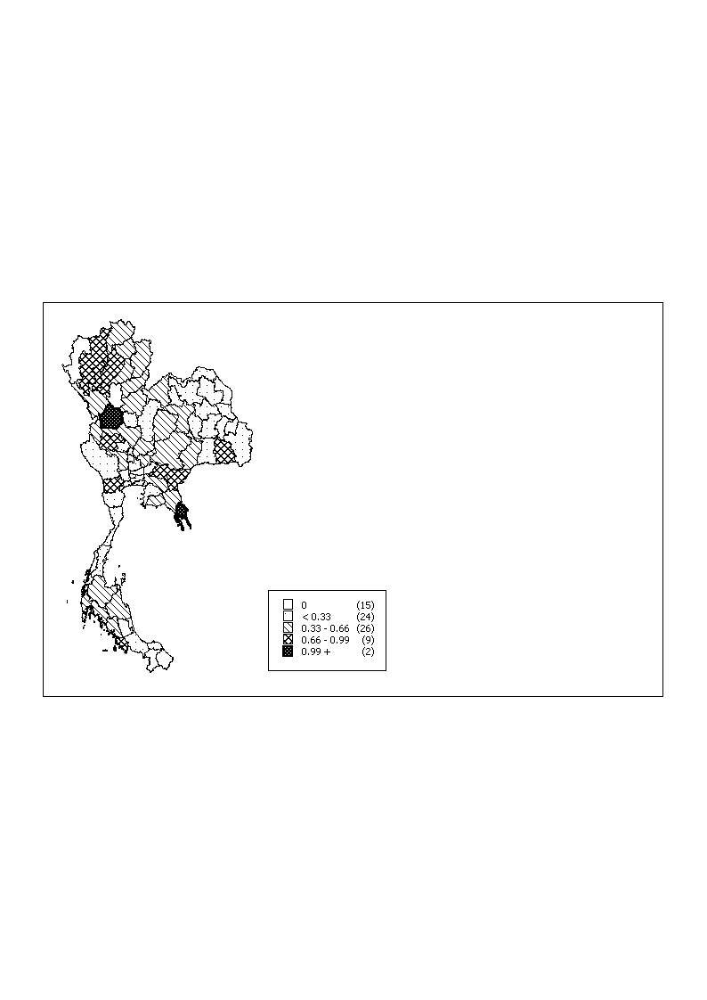 0 (15)
< 0.33 (24)
0.33 - 0.66 (26)
0.66 - 0.99 (9)
0.99 + (2)